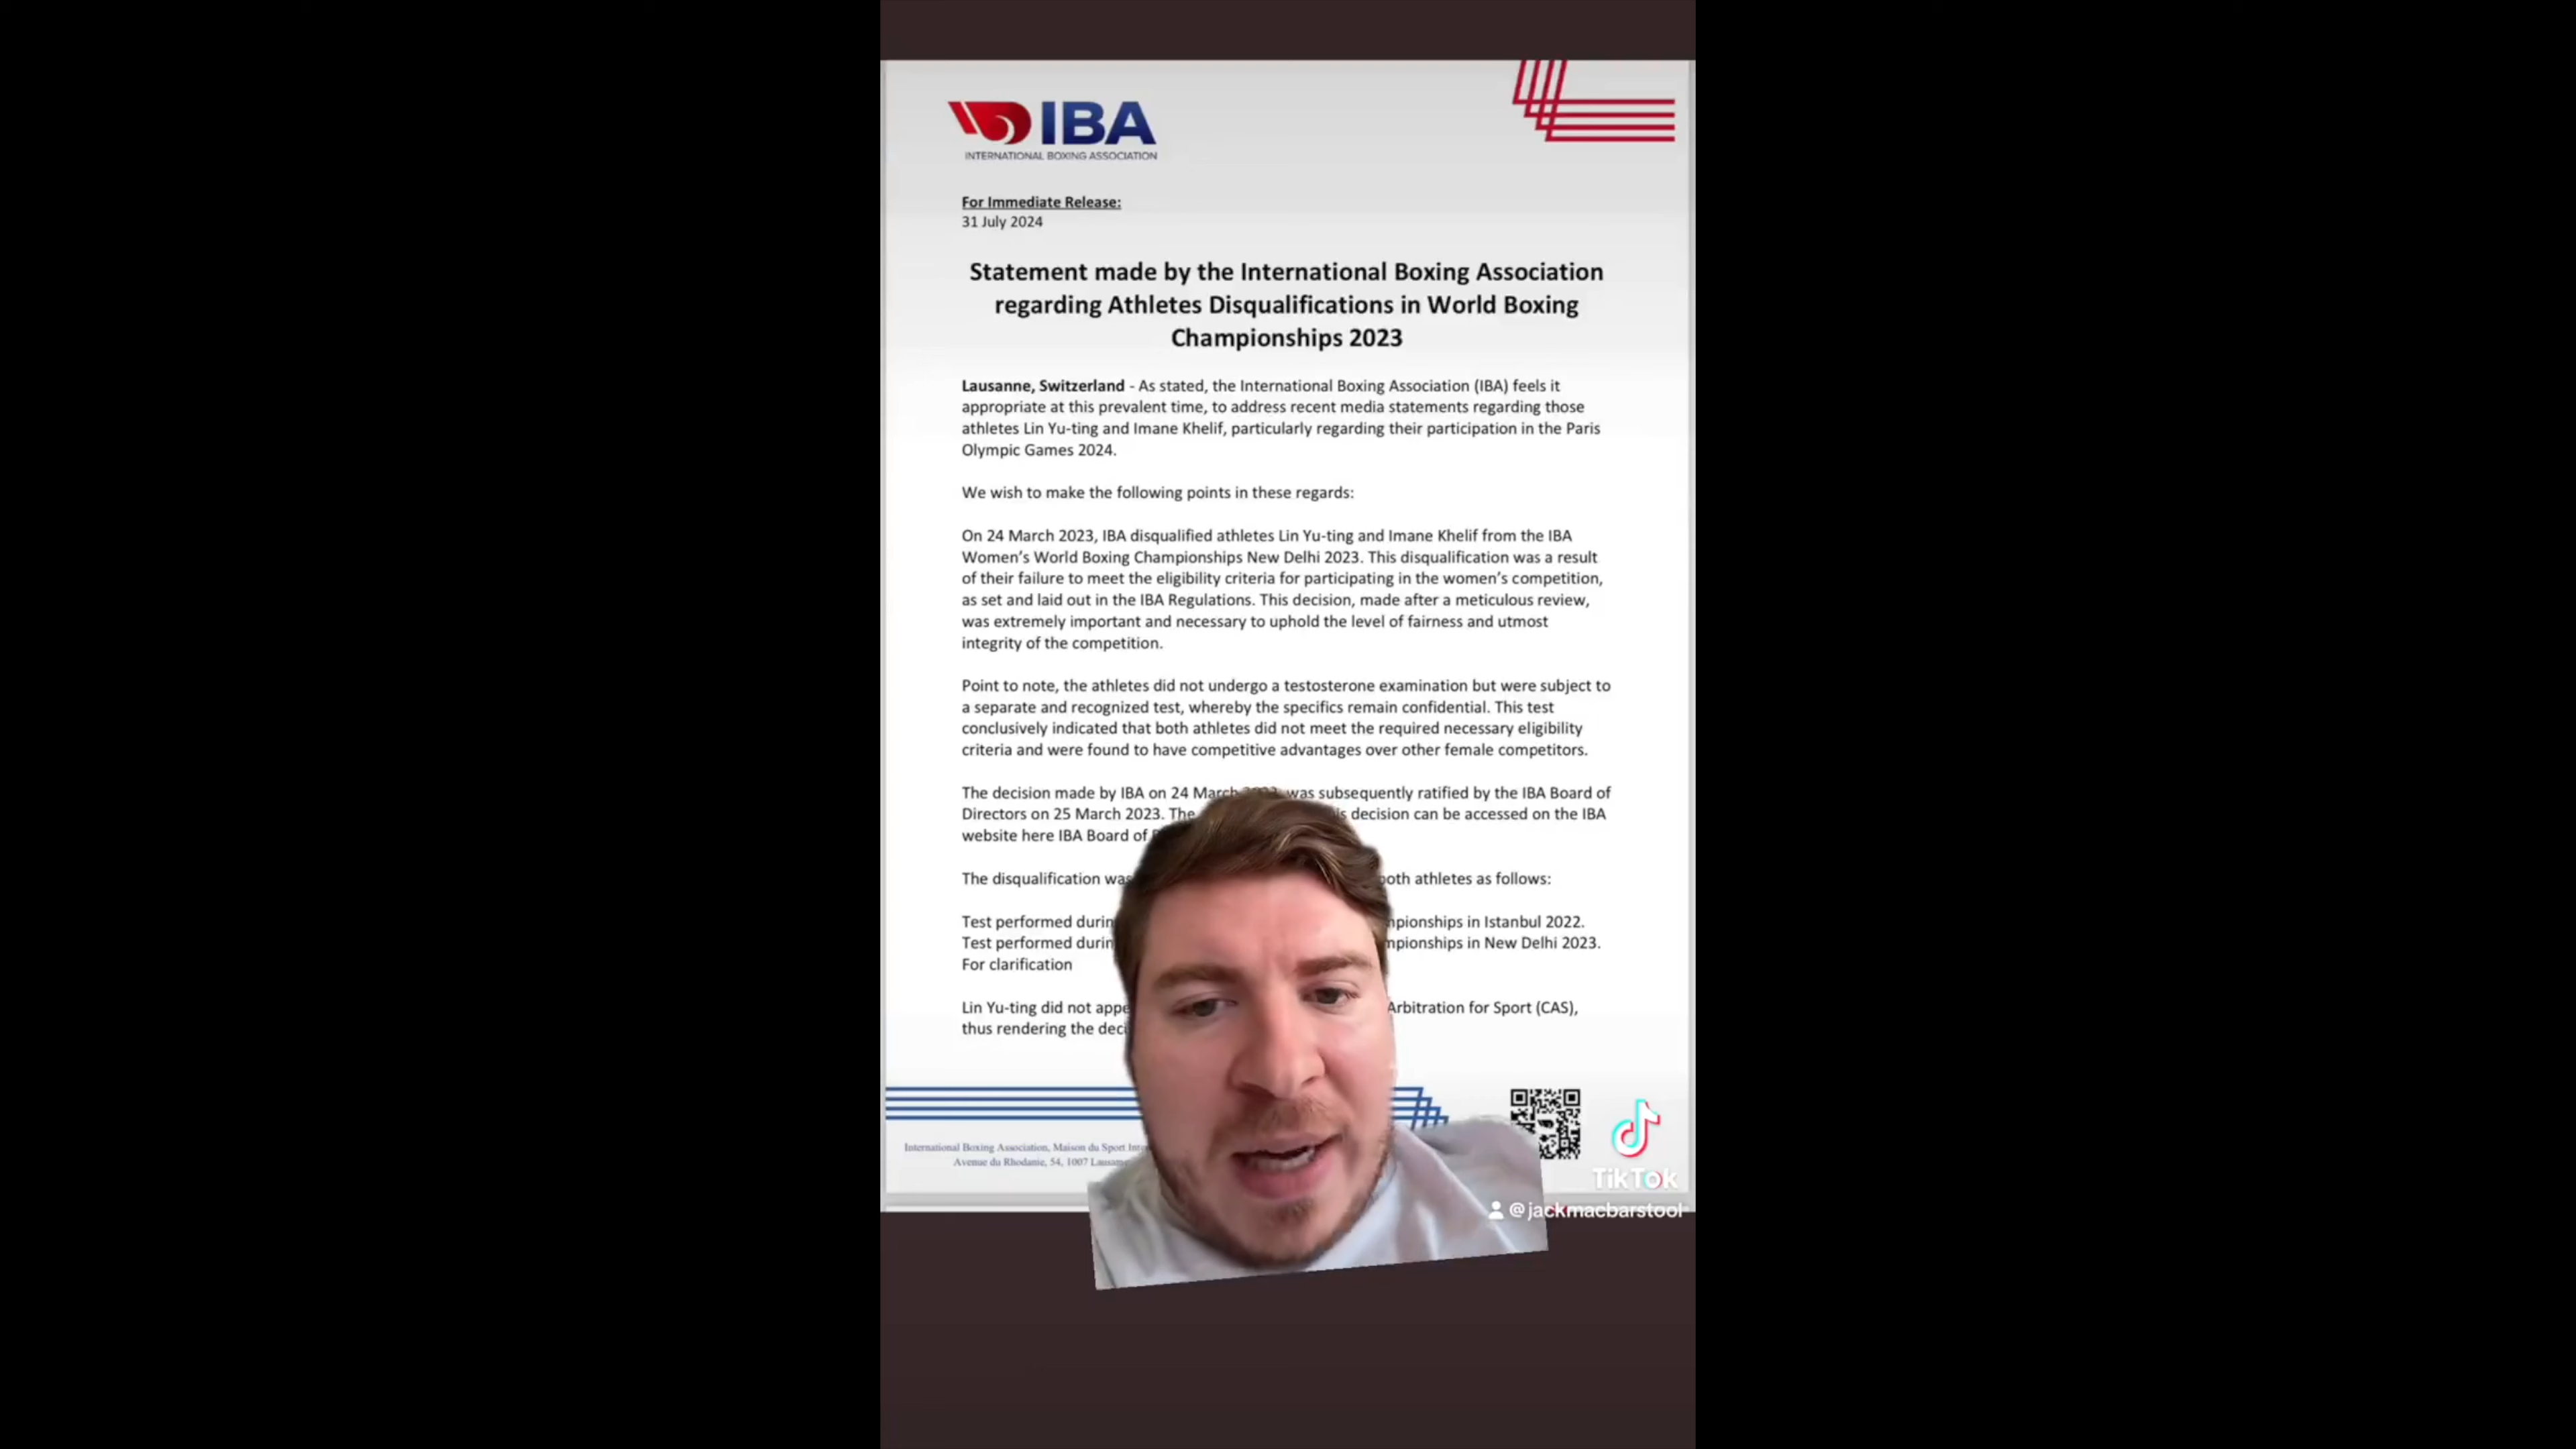 IBA
INTERNATIONAL BOXING ASSOCIATION
For Immediate Release:
31 July 2024
Statement made by the International Boxing Association
regarding Athletes Disqualifications in World Boxing
Championships 2023
Lausanne, Switzerland - As stated, the International Boxing Association (IBA) feels it
appropriate at this prevalent time, to address recent media statements regarding those
athletes Lin Yu-ting and Imane Khelif, particularly regarding their participation in the Paris
Olympic Games 2024.
We wish to make the following points in these regards:
On 24 March 2023, IBA disqualified athletes Lin Yu-ting and Imane Khelif from the IBA
Women's World Boxing Championships New Delhi 2023. This disqualification was a result
of their failure to meet the eligibility criteria for participating in the women's competition,
as set and laid out in the IBA Regulations. This decision, made after a meticulous review,
was extremely important and necessary to uphold the level of fairness and utmost
integrity of the competition.
Point to note, the athletes did not undergo a testosterone examination but were subject to
a separate and recognized test, whereby the specifics remain confidential. This test
conclusively indicated that both athletes did not meet the required necessary eligibility
criteria and were found to have competitive advantages over other female competitors.
The decision made by IBA on 24 March was subsequently ratified by the IBA Board of
Directors on 25 March 2023. The decision can be accessed on the IBA
website here IBA Board of
The disqualification was both athletes as follows:
Test performed in Istanbul 2022.
Test performed in New Delhi 2023.
For clarification
Lin Yu-ting did not Arbitration for Sport (CAS),
thus rendering the
International Boxing Association, Maison du Sport
Avenue du Rhodanie, 54, 1007
TikTok
@jackmacbarstool